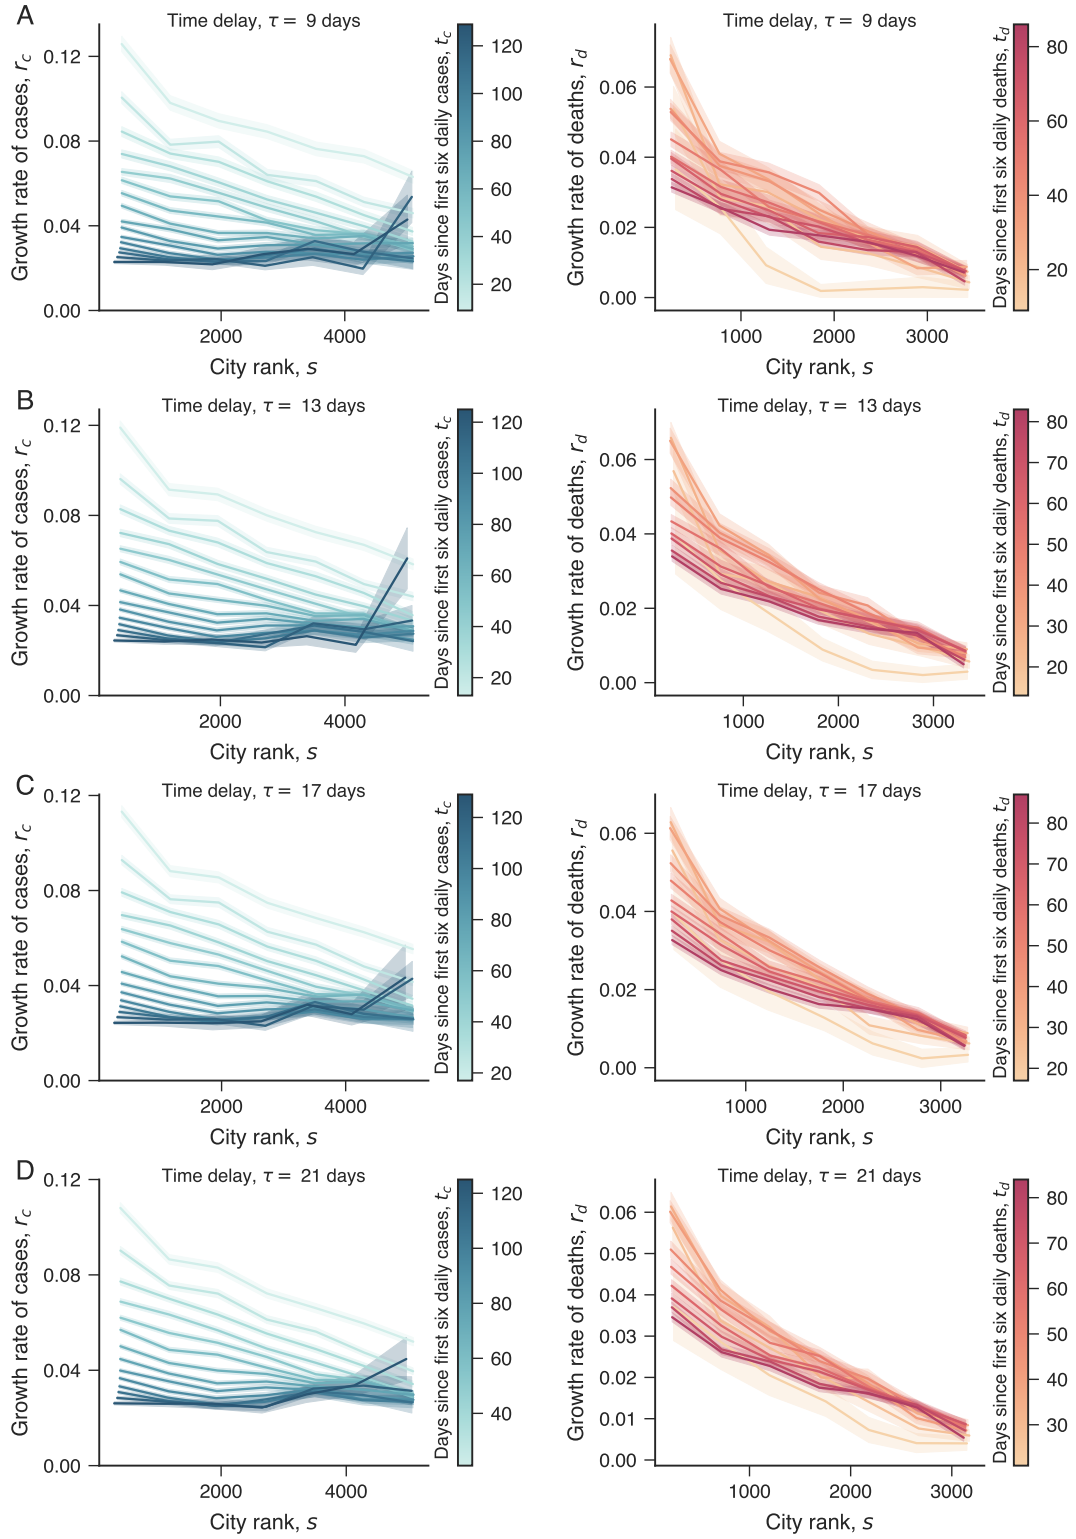 A
Time delay, τ = 9 days
Growth rate of cases, r_c
0.12
0.08
0.04
0.00
2000
4000
City rank, s
Days since first six daily cases, t_c
120
100
80
60
40
20
Time delay, τ = 9 days
Growth rate of deaths, r_d
0.06
0.04
0.02
0.00
1000
2000
3000
City rank, s
Days since first six daily deaths, t_d
80
60
40
20
B
Time delay, τ = 13 days
Growth rate of cases, r_c
0.12
0.08
0.04
0.00
2000
4000
City rank, s
Days since first six daily cases, t_c
120
100
80
60
40
20
Time delay, τ = 13 days
Growth rate of deaths, r_d
0.06
0.04
0.02
0.00
1000
2000
3000
City rank, s
Days since first six daily deaths, t_d
80
70
60
50
40
30
20
C
Time delay, τ = 17 days
Growth rate of cases, r_c
0.12
0.08
0.04
0.00
2000
4000
City rank, s
Days since first six daily cases, t_c
120
100
80
60
40
20
Time delay, τ = 17 days
Growth rate of deaths, r_d
0.06
0.04
0.02
0.00
1000
2000
3000
City rank, s
Days since first six daily deaths, t_d
80
70
60
50
40
30
20
D
Time delay, τ = 21 days
Growth rate of cases, r_c
0.12
0.08
0.04
0.00
2000
4000
City rank, s
Days since first six daily cases, t_c
120
100
80
60
40
Time delay, τ = 21 days
Growth rate of deaths, r_d
0.06
0.05
0.04
0.03
0.02
0.01
0.00
1000
2000
3000
City rank, s
Days since first six daily deaths, t_d
80
70
60
50
40
30